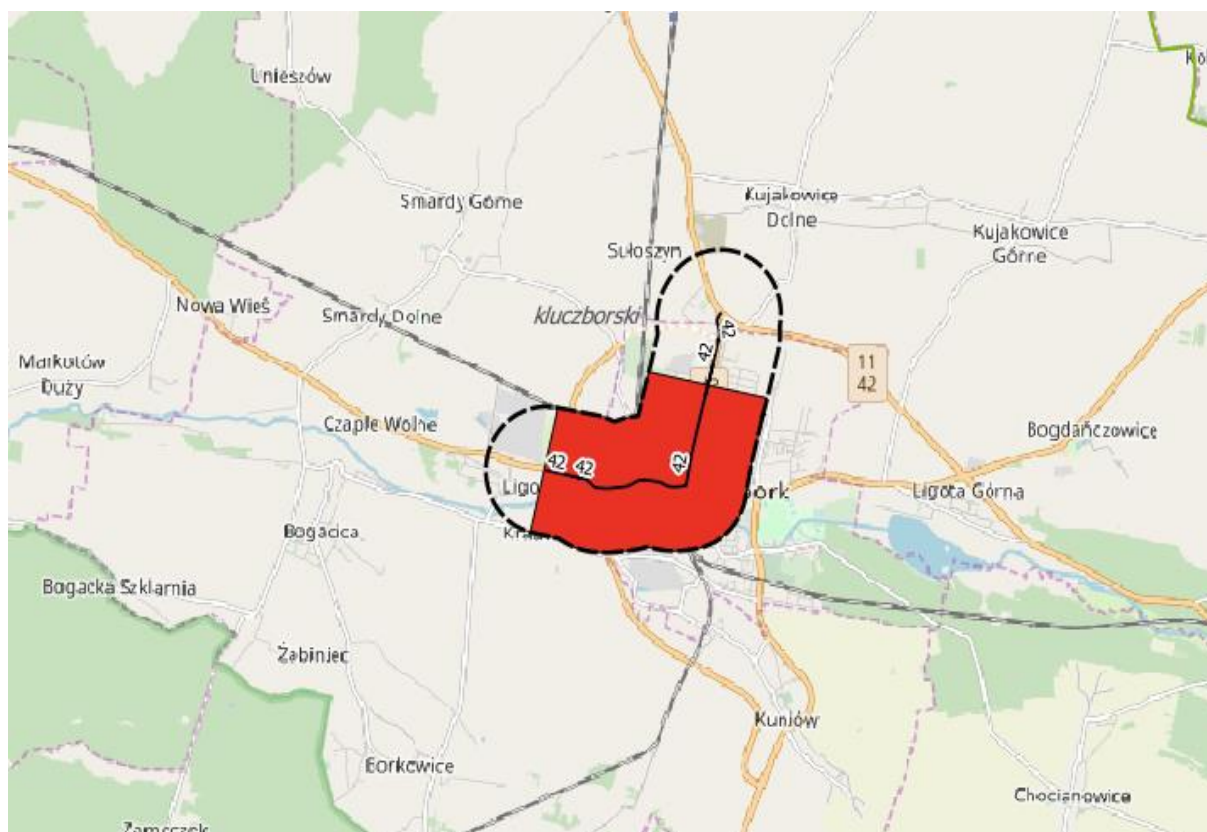 Unieszów
Smardy Górne
Kujakowice
Dolne
Sułoszyn
Kujakowice
Górne
Nowa Wieś
Smardy Dolne
kluczborski
42
42
11
42
Markotów
Duży
Czaple Wolne
Bogdańczowice
42
42
42
Ligota Górna
Bogacica
Bogacka Szklarnia
Żabiniec
Kuniów
Borkowice
Chocianowice